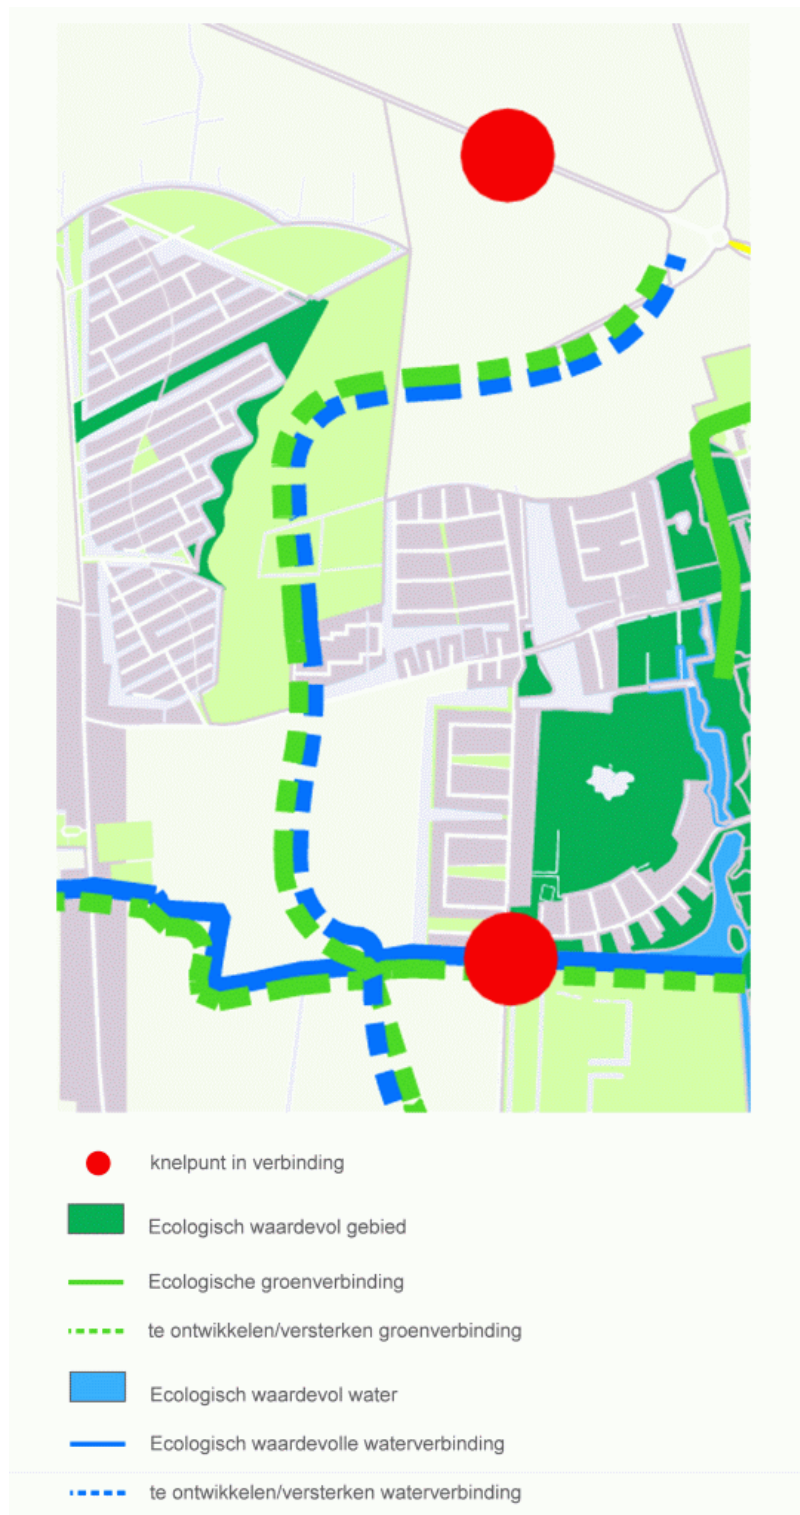 knelpunt in verbinding
Ecologisch waardevol gebied
Ecologische groenverbinding
te ontwikkelen/versterken groenverbinding
Ecologisch waardevol water
Ecologisch waardevolle waterverbinding
te ontwikkelen/versterken waterverbinding